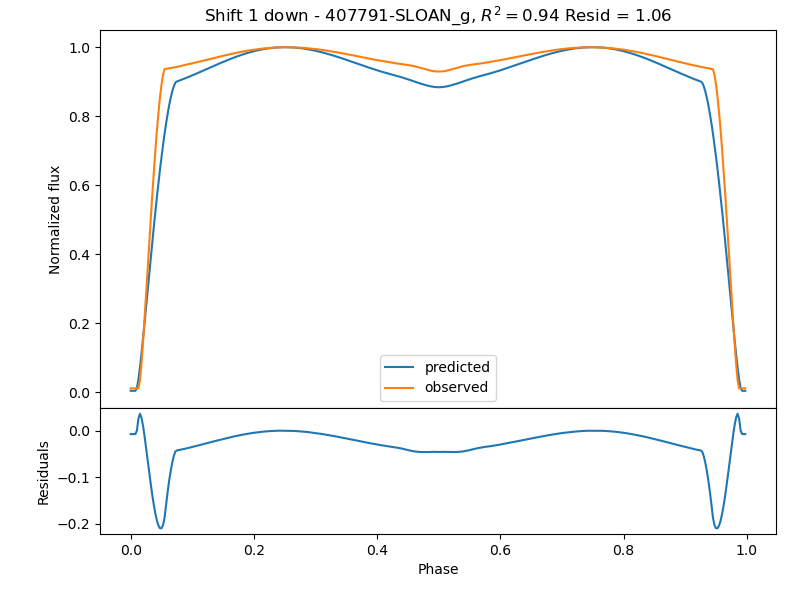 Shift 1 down - 407791-SLOAN_g, R² = 0.94 Resid = 1.06
Normalized flux
1.0
0.8
0.6
0.4
0.2
0.0
predicted
observed
Residuals
0.0
−0.1
−0.2
0.0 0.2 0.4 0.6 0.8 1.0
Phase